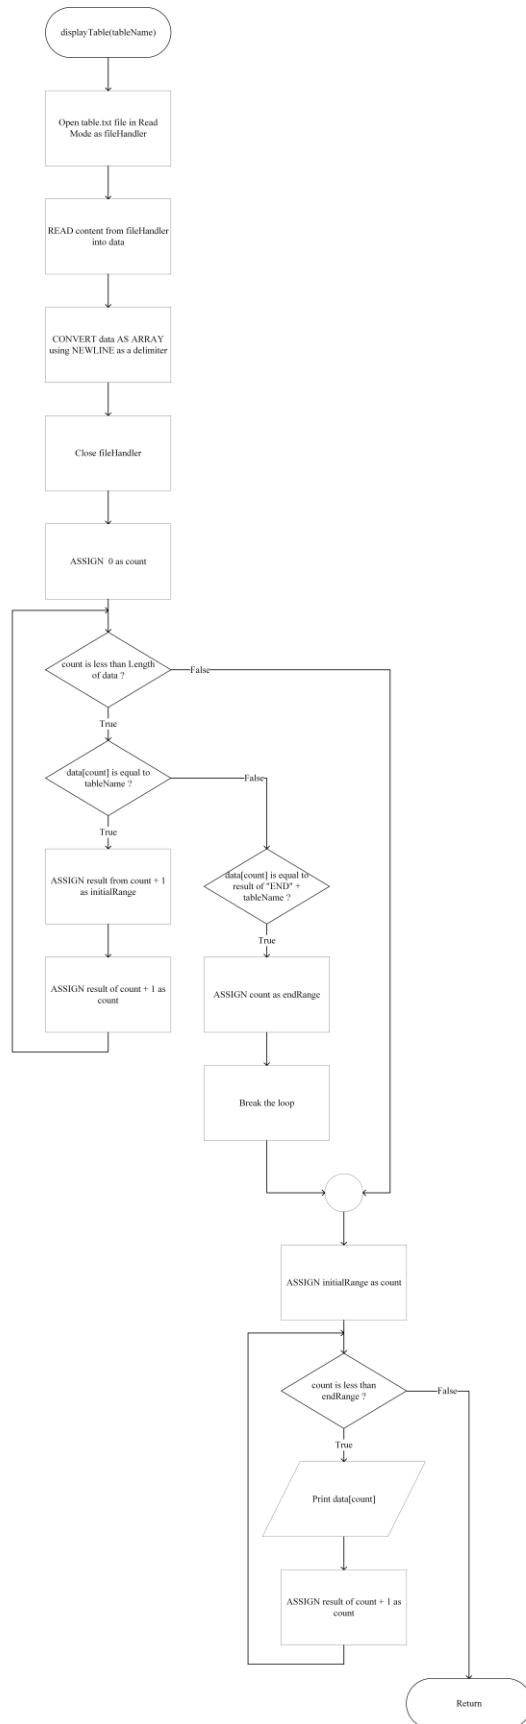 displayTable(tableName)
Open table.txt file in Read
Mode as fileHandler
READ content from fileHandler
into data
CONVERT data AS ARRAY
using NEWLINE as a delimiter
Close fileHandler
ASSIGN 0 as count
count is less than Length
of data ?
False
True
data[count] is equal to
tableName ?
False
True
ASSIGN result from count + 1
as initialRange
data[count] is equal to
result of "END" +
tableName ?
True
ASSIGN result of count + 1 as
count
ASSIGN count as endRange
Break the loop
ASSIGN initialRange as count
count is less than
endRange ?
False
True
Print data[count]
ASSIGN result of count + 1 as
count
Return